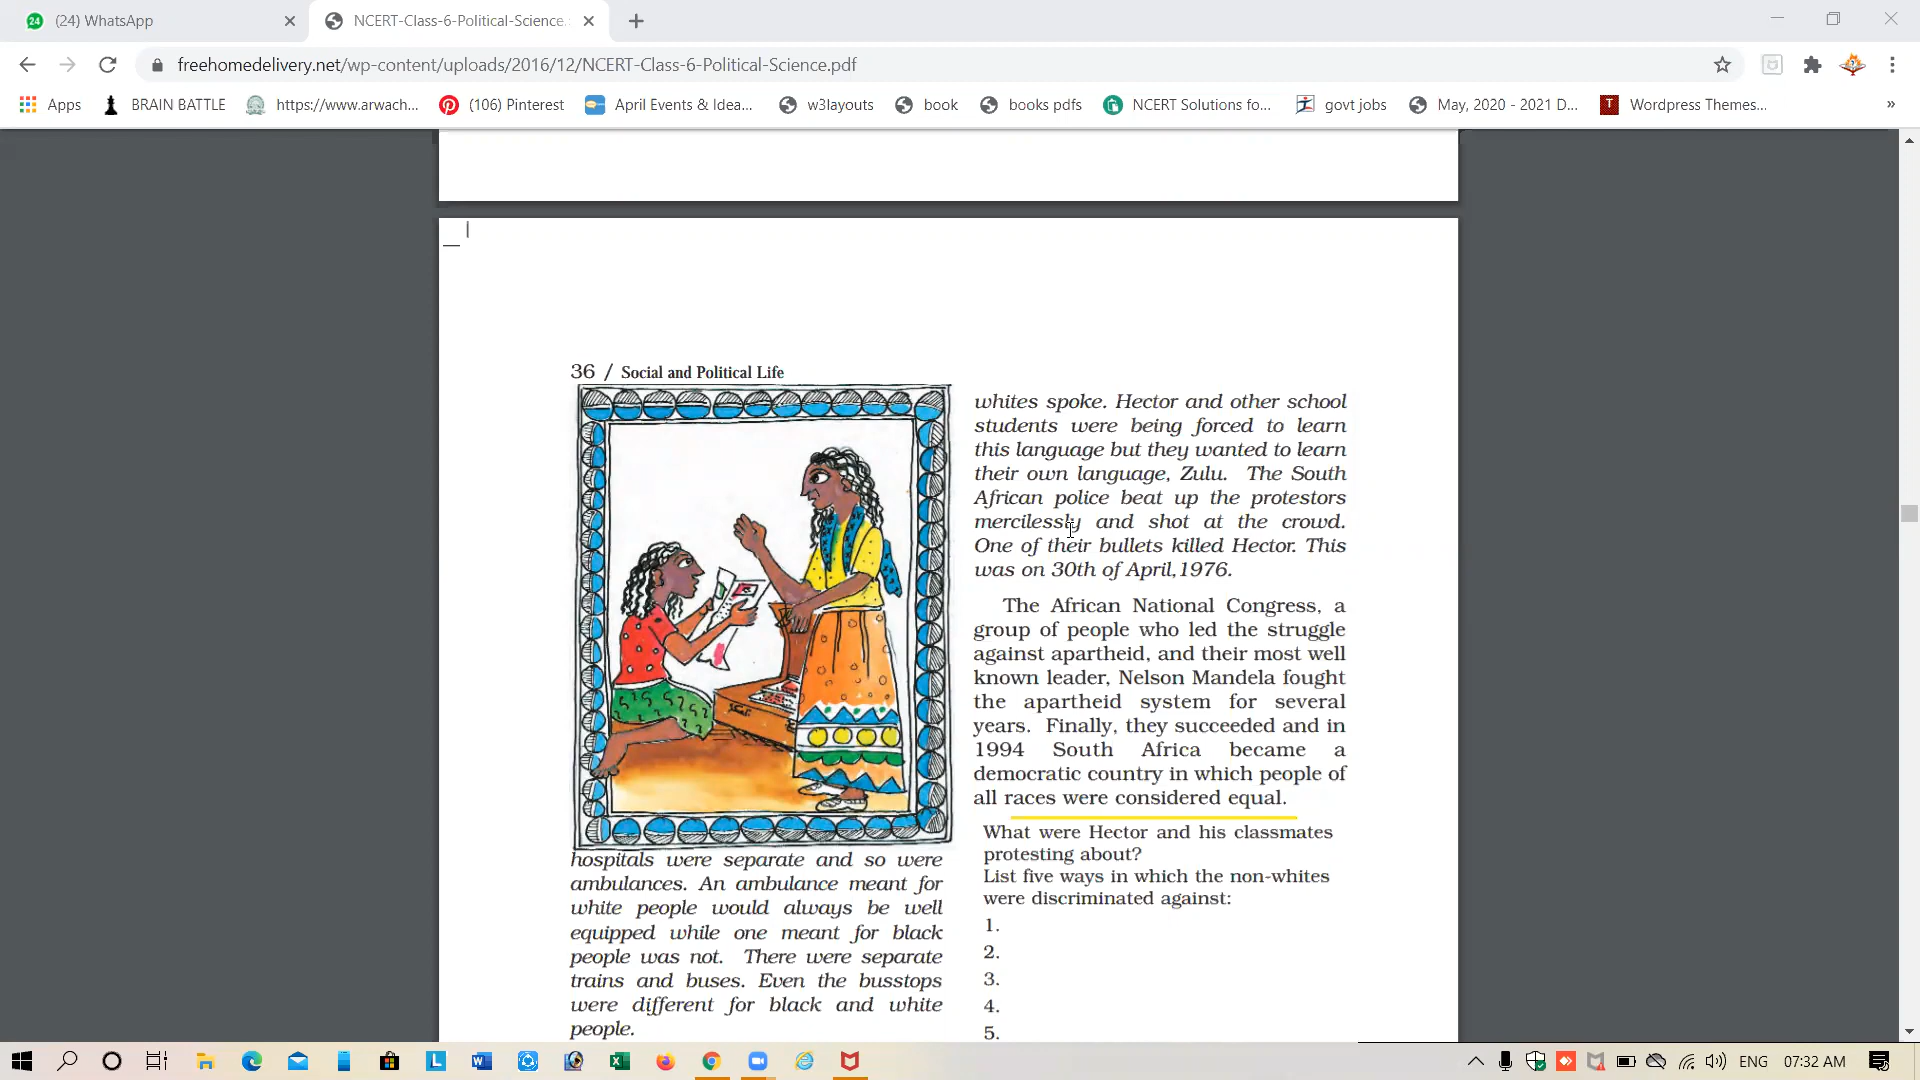 24
(24) WhatsApp
NCERT-Class-6-Political-Science.
freehomedelivery.net/wp-content/uploads/2016/12/NCERT-Class-6-Political-Science.pdf
Apps
BRAIN BATTLE
https://www.arwach...
(106) Pinterest
April Events & Idea...
w3layouts
book
books pdfs
NCERT Solutions fo...
govt jobs
May, 2020 - 2021 D...
T
Wordpress Themes...
»
36 / Social and Political Life
hospitals were separate and so were
ambulances. An ambulance meant for
white people would always be well
equipped while one meant for black
people was not. There were separate
trains and buses. Even the busstops
were different for black and white
people.
whites spoke. Hector and other school
students were being forced to learn
this language but they wanted to learn
their own language, Zulu. The South
African police beat up the protestors
mercilessly and shot at the crowd.
One of their bullets killed Hector. This
was on 30th of April,1976.
The African National Congress, a
group of people who led the struggle
against apartheid, and their most well
known leader, Nelson Mandela fought
the apartheid system for several
years. Finally, they succeeded and in
1994 South Africa became a
democratic country in which people of
all races were considered equal.
What were Hector and his classmates
protesting about?
List five ways in which the non-whites
were discriminated against:
1.
2.
3.
4.
5.
ENG
07:32 AM